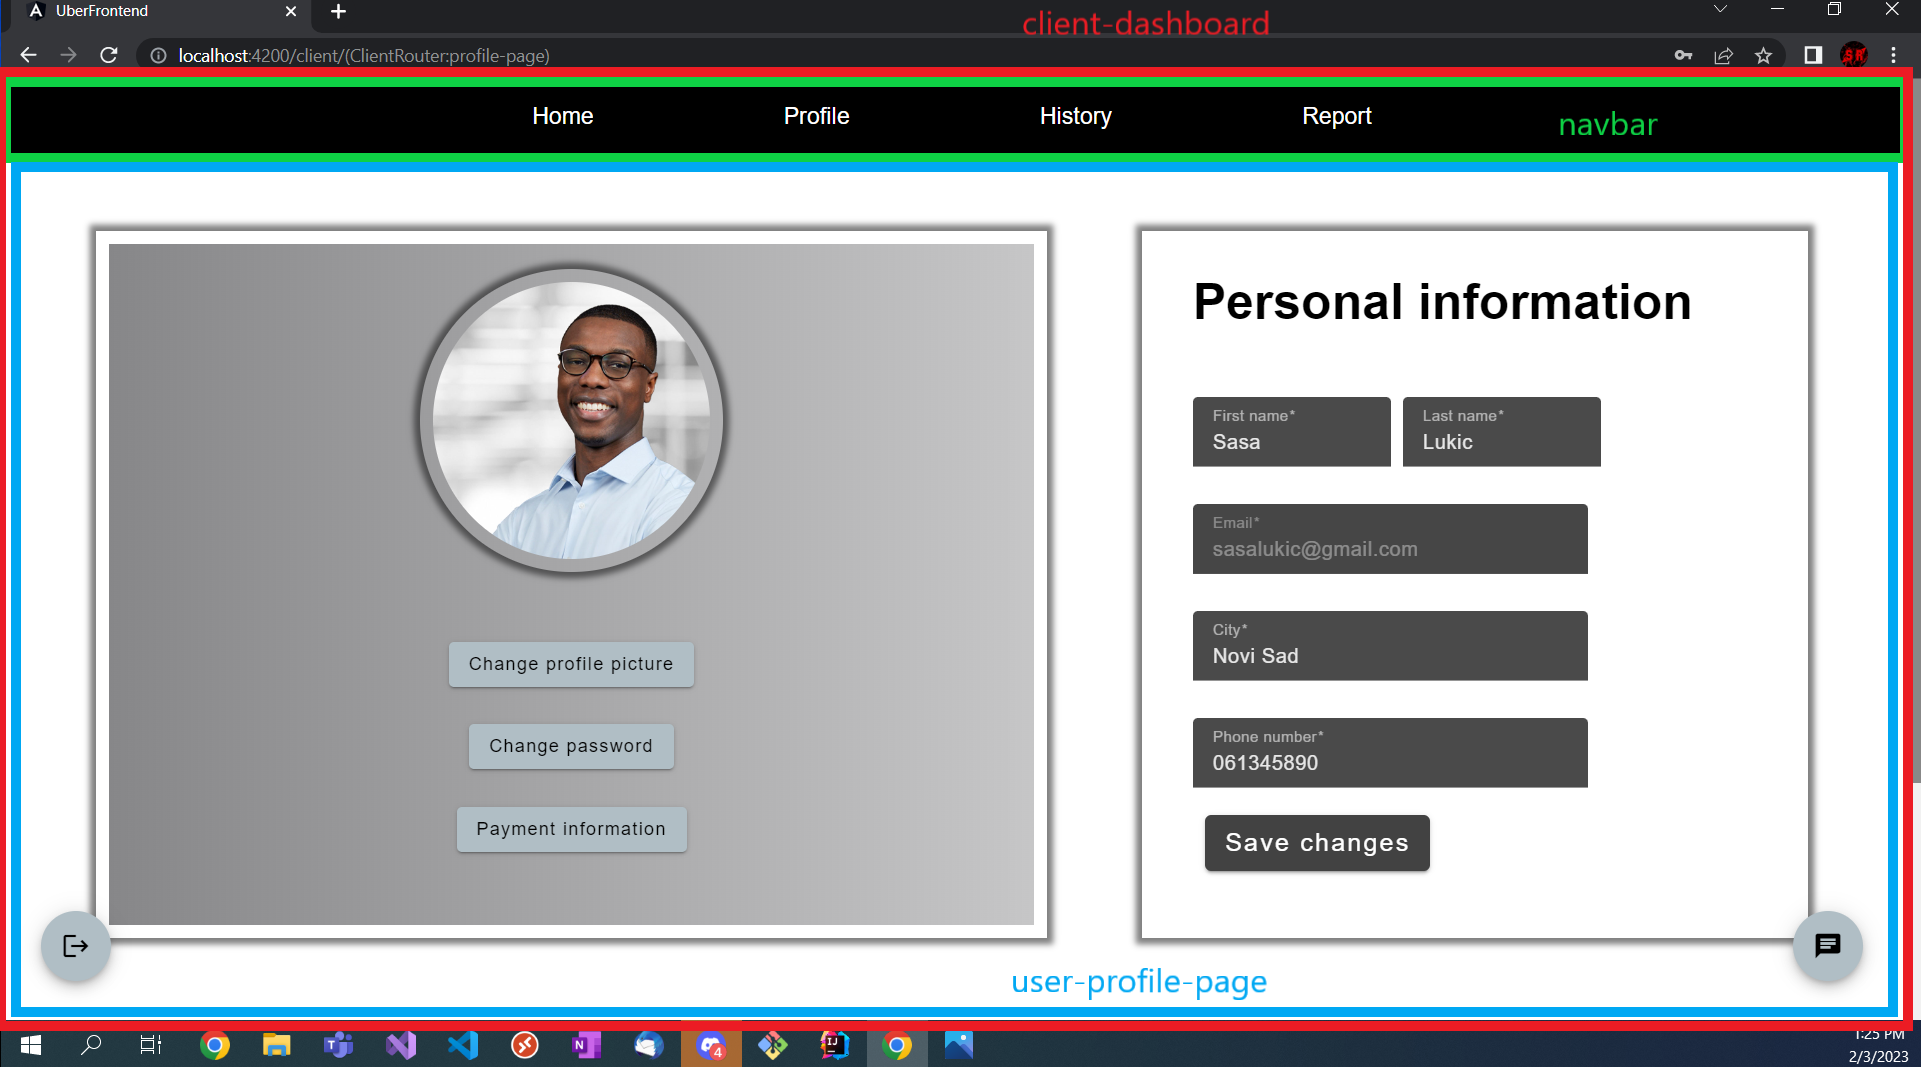 UberFrontend
client-dashboard
localhost:4200/client/(ClientRouter:profile-page)
Home Profile History Report navbar
Personal information
First name* Last name*
Sasa Lukic
Email*
sasalukic@gmail.com
City*
Novi Sad
Phone number*
061345890
Change profile picture
Change password
Payment information
Save changes
user-profile-page
4
1:25 PM
2/3/2023